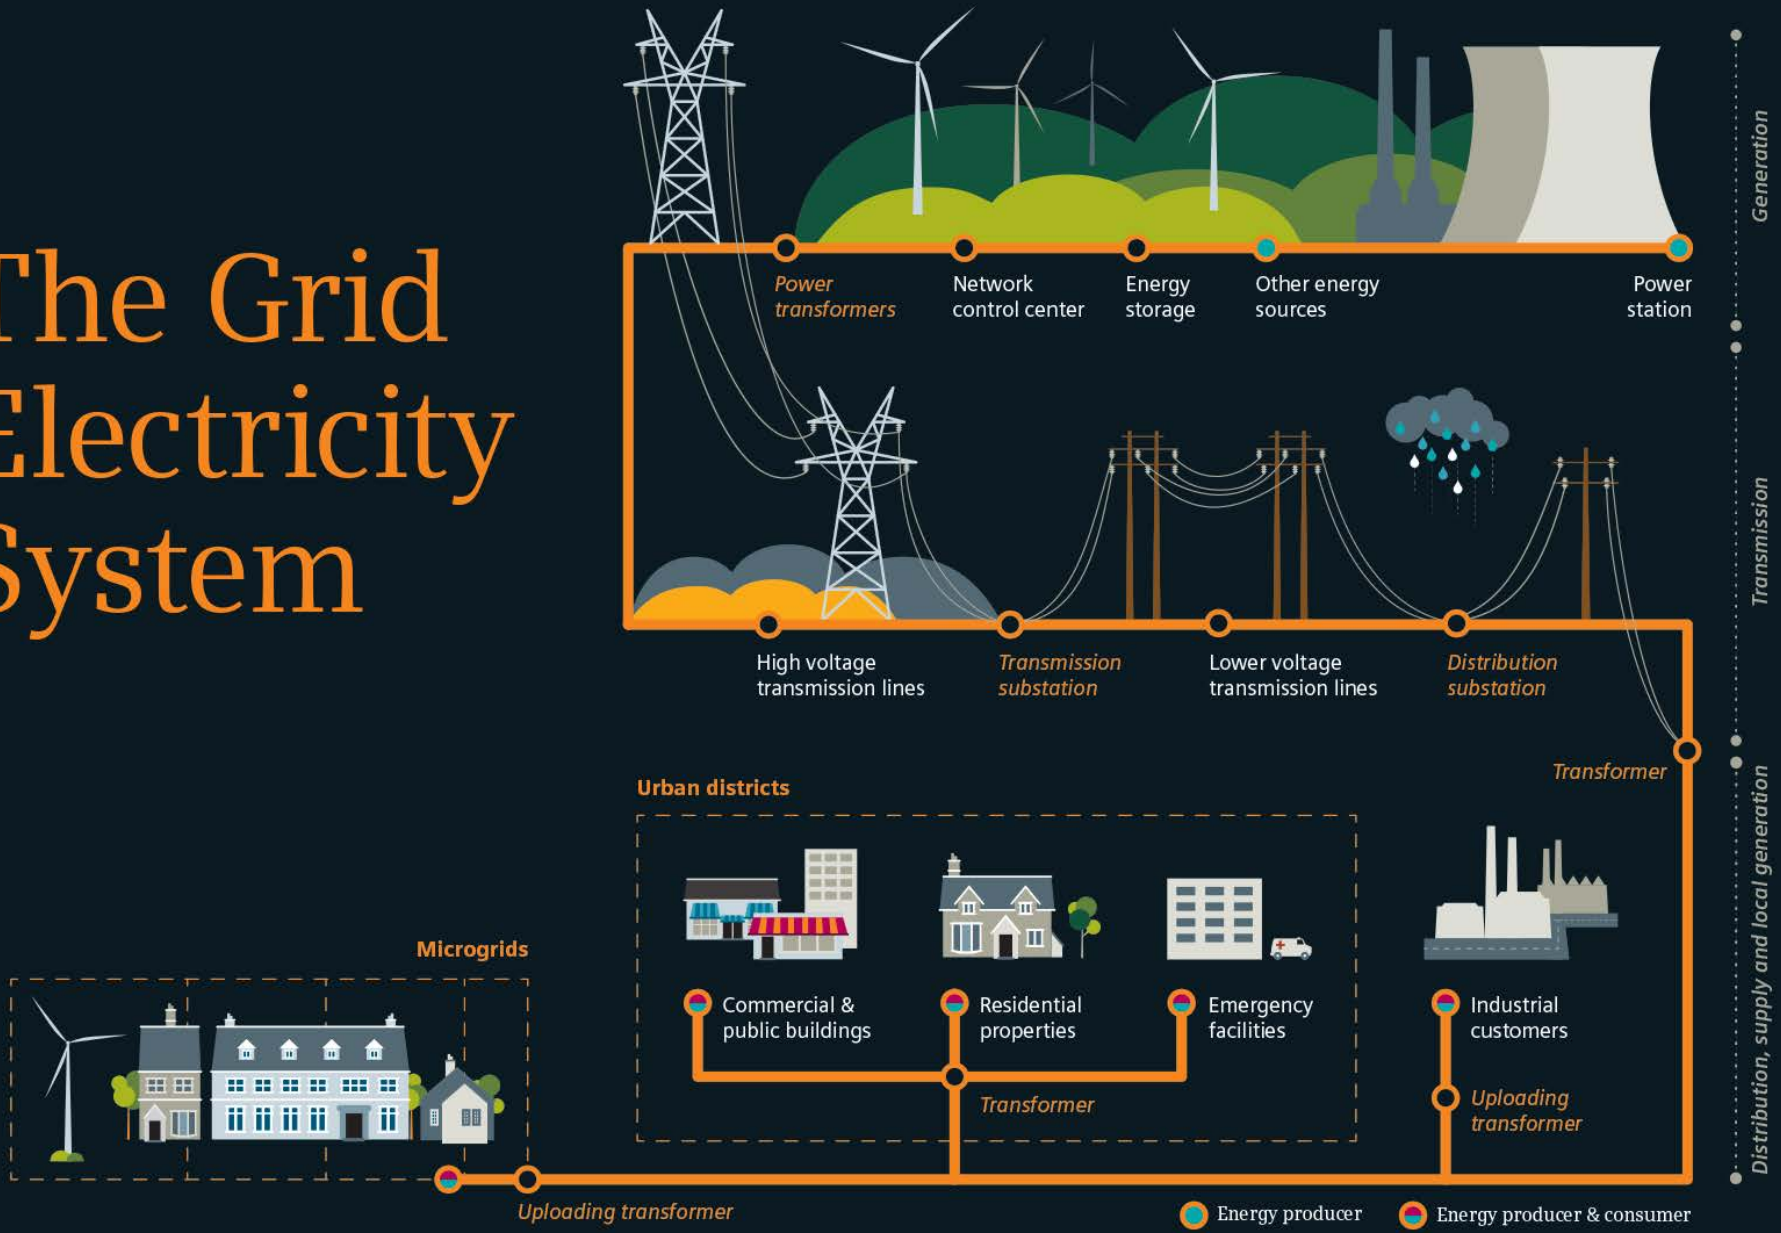 The Grid
Electricity
System
Generation
Power
transformers
Network
control center
Energy
storage
Other energy
sources
Power
station
Transmission
High voltage
transmission lines
Transmission
substation
Lower voltage
transmission lines
Distribution
substation
Transformer
Distribution, supply and local generation
Urban districts
Commercial &
public buildings
Residential
properties
Emergency
facilities
Transformer
Industrial
customers
Uploading
transformer
Microgrids
Uploading transformer
Energy producer
Energy producer & consumer